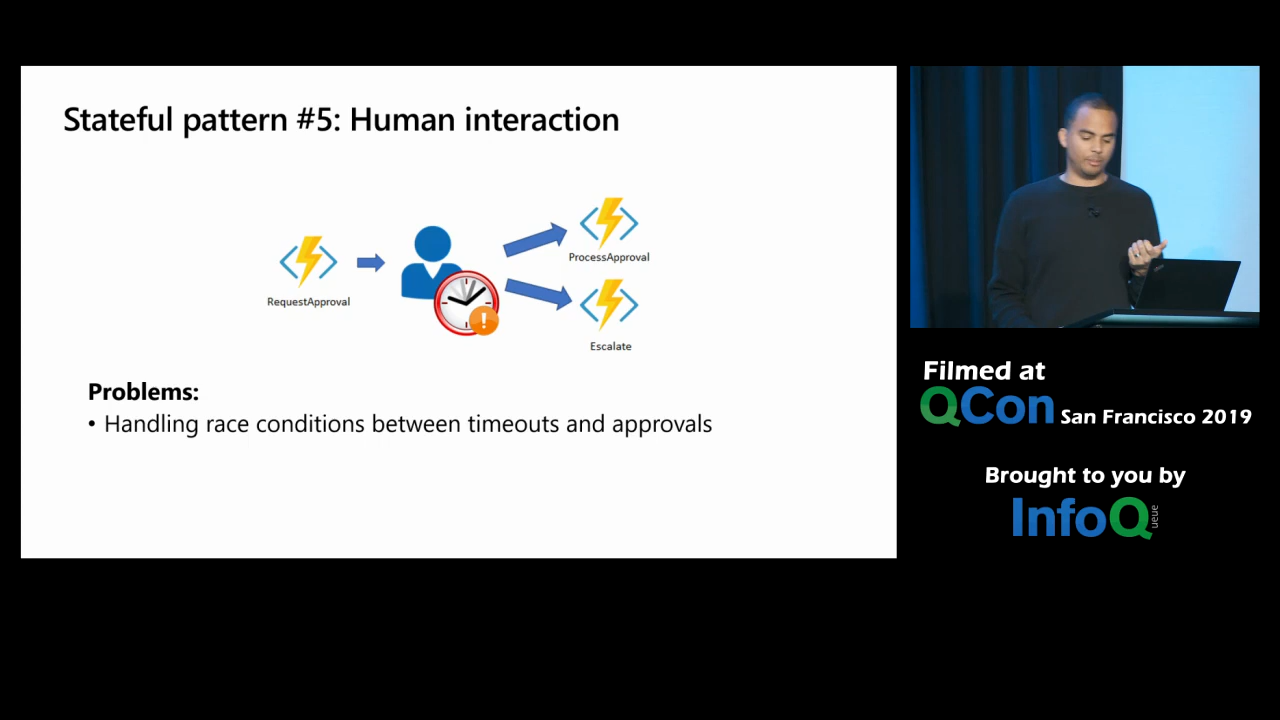 Stateful pattern #5: Human interaction
RequestApproval
ProcessApproval
Escalate
Problems:
• Handling race conditions between timeouts and approvals
Filmed at
QCon San Francisco 2019
Brought to you by
InfoQ
ueue